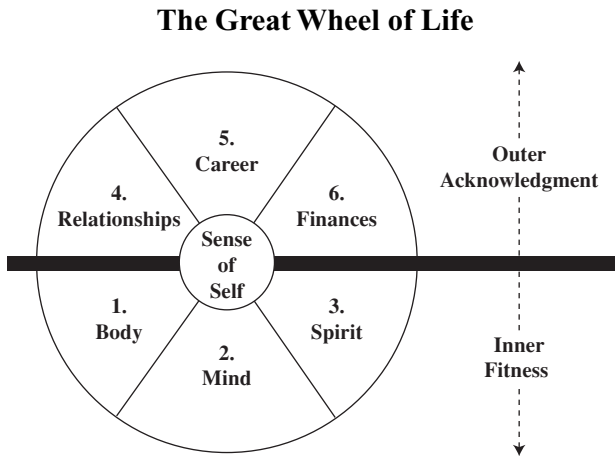 The Great Wheel of Life
5.
Career
4.
Relationships
6.
Finances
Outer
Acknowledgment
Sense
of
Self
1.
Body
2.
Mind
3.
Spirit
Inner
Fitness